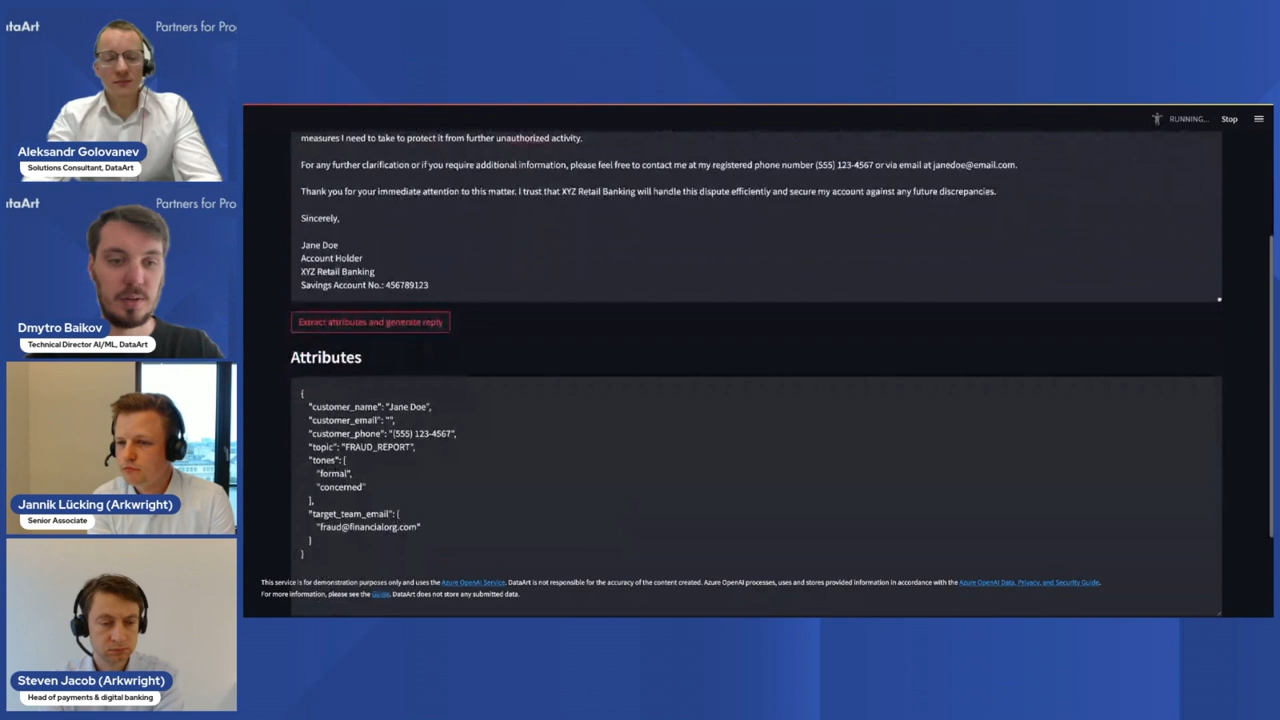 itaArt
Partners for Pro
Aleksandr Golovanev
Solutions Consultant, DataArt
itaArt
Partners for Pro
Dmytro Baikov
Technical Director AI/ML, DataArt
Jannik Lücking (Arkwright)
Senior Associate
Steven Jacob (Arkwright)
Head of payments & digital banking
RUNNING... Stop
measures I need to take to protect it from further unauthorized activity.
For any further clarification or if you require additional information, please feel free to contact me at my registered phone number (555) 123-4567 or via email at janedoe@email.com.
Thank you for your immediate attention to this matter. I trust that XYZ Retail Banking will handle this dispute efficiently and secure my account against any future discrepancies.
Sincerely,
Jane Doe
Account Holder
XYZ Retail Banking
Savings Account No.: 456789123
Extract attributes and generate reply
Attributes
{
"customer_name": "Jane Doe",
"customer_email": "",
"customer_phone": "(555) 123-4567",
"topic": "FRAUD_REPORT",
"tones": [
"formal",
"concerned"
],
"target_team_email": [
"fraud@financialorg.com"
]
}
This service is for demonstration purposes only and uses the Azure OpenAI Service. DataArt is not responsible for the accuracy of the content created. Azure OpenAI processes, uses and stores provided information in accordance with the Azure OpenAI Data, Privacy, and Security Guide.
For more information, please see the Guide. DataArt does not store any submitted data.